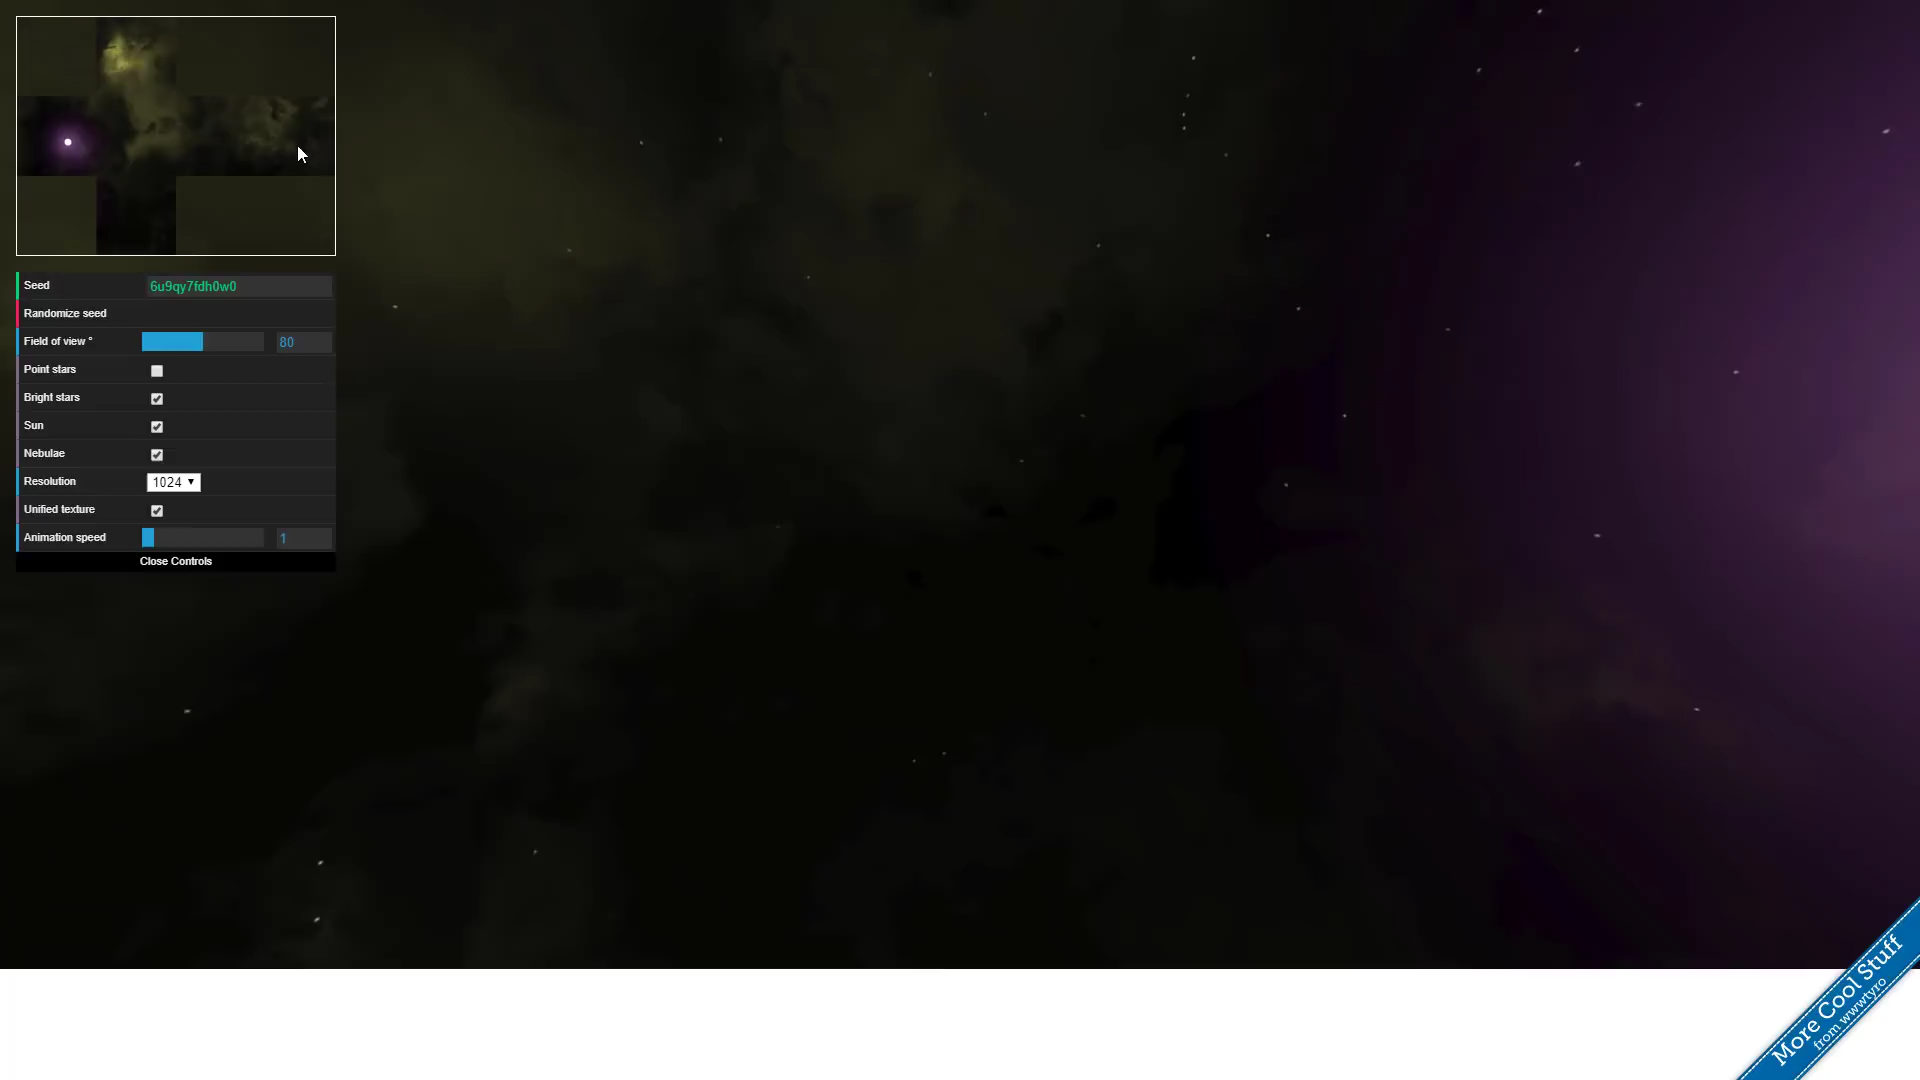 Seed 6u9qy7fdh0w0
Randomize seed
Field of view ° 80
Point stars
Bright stars
Sun
Nebulae
Resolution 1024
Unified texture
Animation speed 1
Close Controls
More Cool Stuff
from wwwtyro